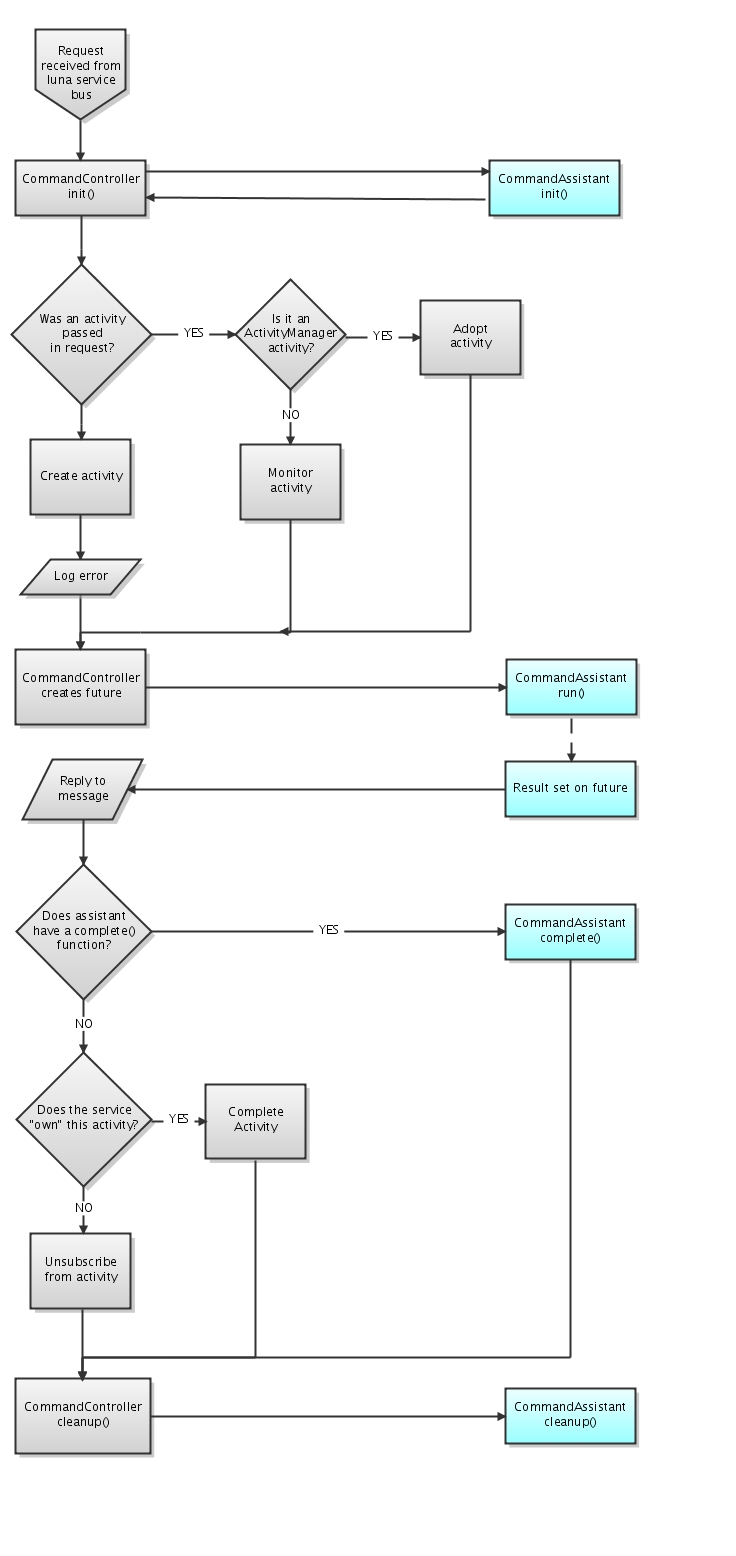 Request
received from
luna service
bus
CommandController
init()
CommandAssistant
init()
Was an activity
passed
in request?
YES
Is it an
ActivityManager
activity?
YES
Adopt
activity
NO
Create activity
Monitor
activity
Log error
CommandController
creates future
CommandAssistant
run()
Reply to
message
Result set on future
Does assistant
have a complete()
function?
YES
CommandAssistant
complete()
NO
Does the service
"own" this activity?
YES
Complete
Activity
NO
Unsubscribe
from activity
CommandController
cleanup()
CommandAssistant
cleanup()